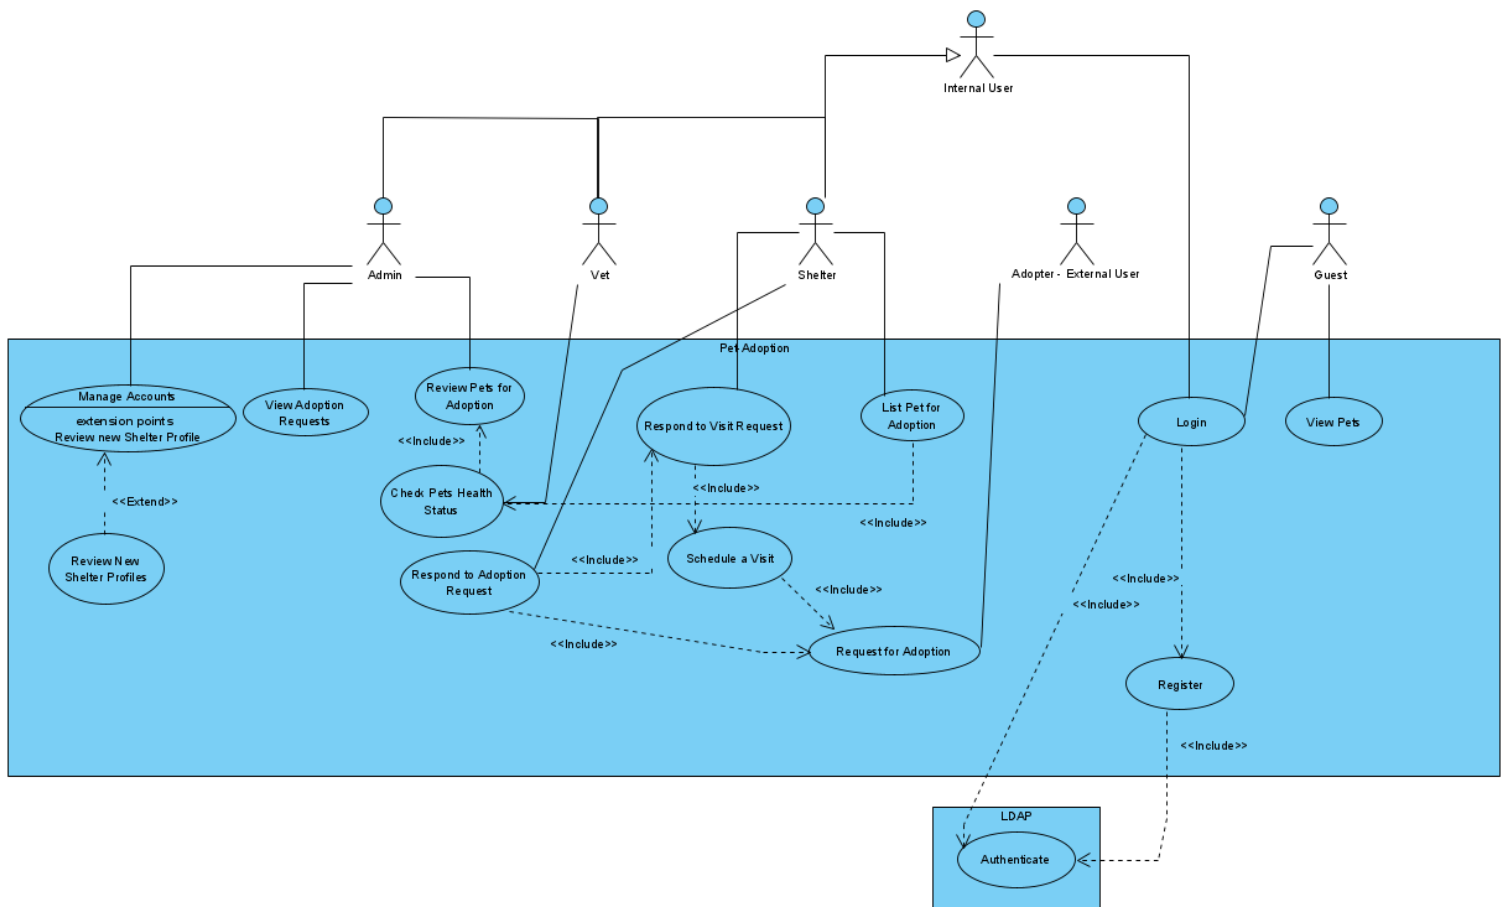 Internal User
Admin
Vet
Shelter
Adopter - External User
Guest
Pet Adoption
Manage Accounts
extension points
Review new Shelter Profile
View Adoption
Requests
Review Pets for
Adoption
Respond to Visit Request
List Pet for
Adoption
Login
View Pets
<<Include>>
<<Extend>>
Check Pets Health
Status
<<Include>>
<<Include>>
Review New
Shelter Profiles
Respond to Adoption
Request
<<Include>>
Schedule a Visit
<<Include>>
<<Include>>
<<Include>>
<<Include>>
Request for Adoption
Register
<<Include>>
LDAP
Authenticate